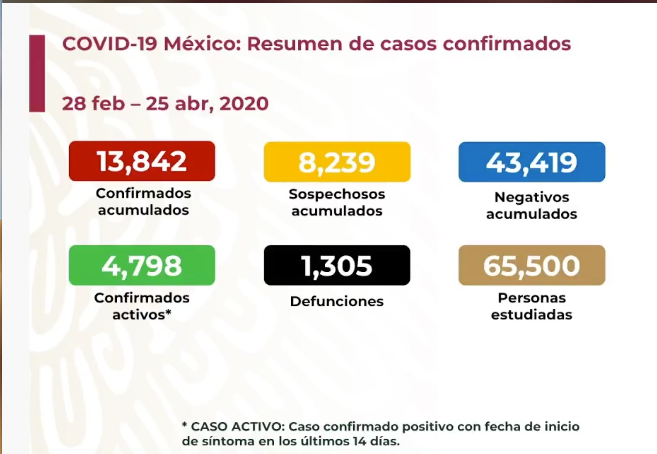 COVID-19 México: Resumen de casos confirmados
28 feb – 25 abr, 2020
13,842
Confirmados
acumulados
8,239
Sospechosos
acumulados
43,419
Negativos
acumulados
4,798
Confirmados
activos*
1,305
Defunciones
65,500
Personas
estudiadas
* CASO ACTIVO: Caso confirmado positivo con fecha de inicio
de síntoma en los últimos 14 días.